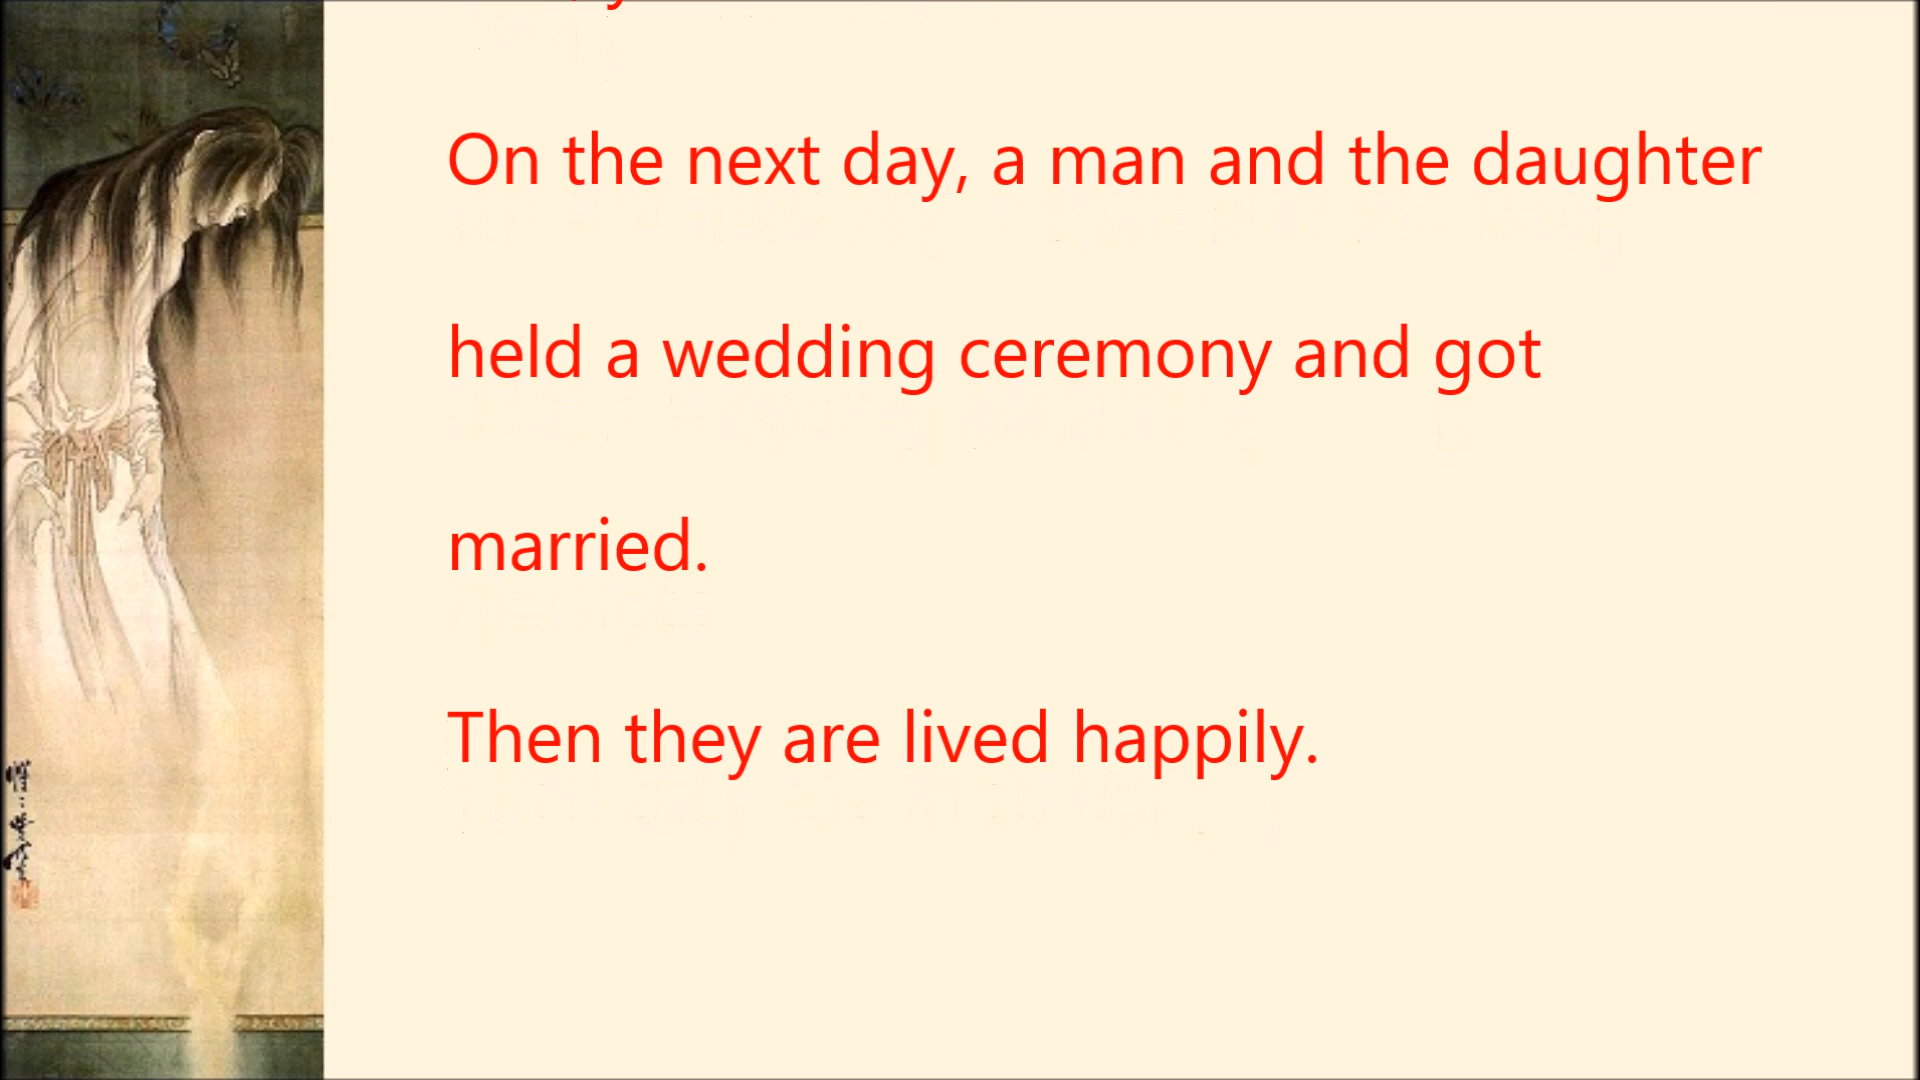 On the next day, a man and the daughter
held a wedding ceremony and got
married.
Then they are lived happily.